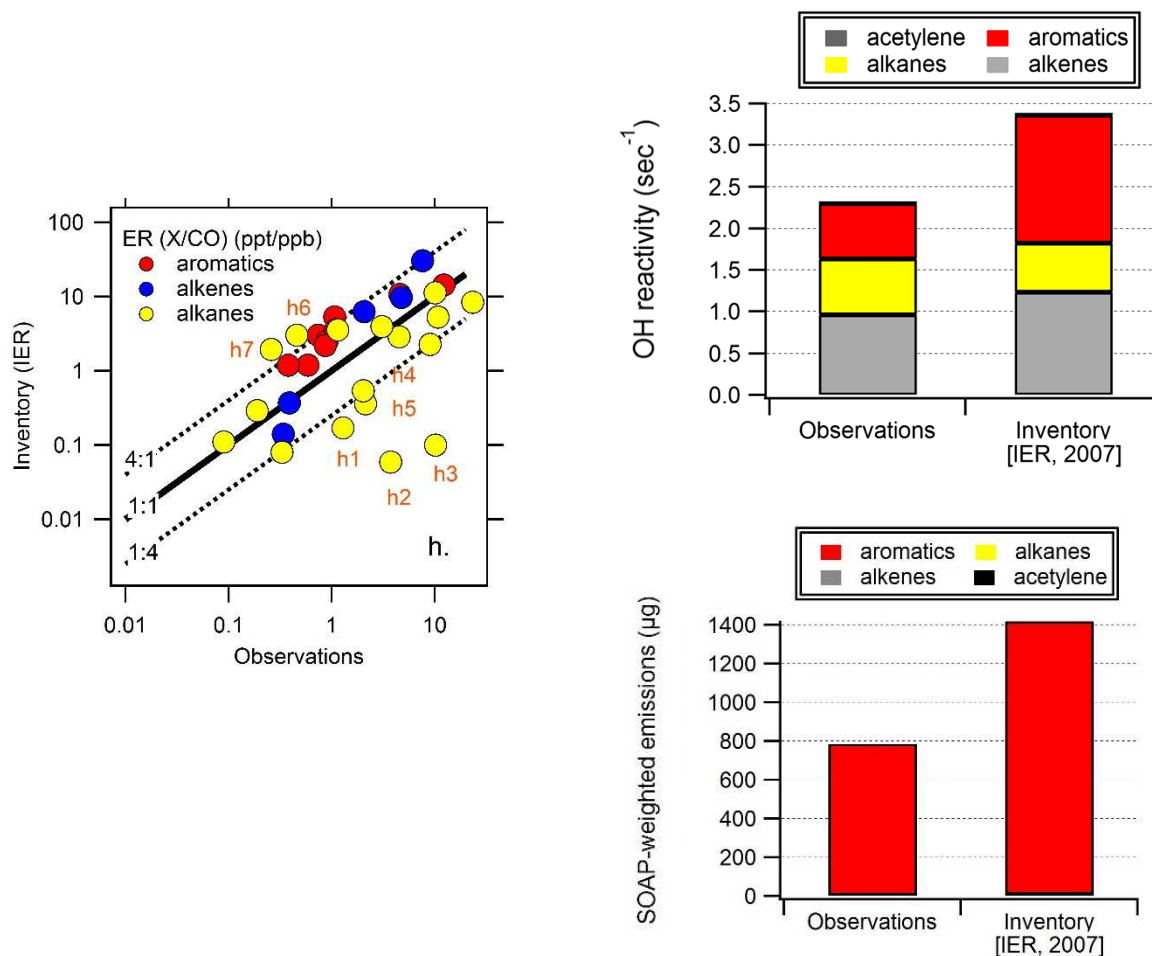 100
10
1
0.1
0.01
Inventory (IER)
ER (X/CO) (ppt/ppb)
aromatics
alkenes
alkanes
h6
h7
h4
h5
h1
h2
h3
4:1
1:1
1:4
h.
0.01 0.1 1 10
Observations
acetylene aromatics
alkanes alkenes
OH reactivity (sec-1)
3.5
3.0
2.5
2.0
1.5
1.0
0.5
0.0
Observations Inventory
[IER, 2007]
aromatics alkanes
alkenes acetylene
SOAP-weighted emissions (µg)
1400
1200
1000
800
600
400
200
0
Observations Inventory
[IER, 2007]